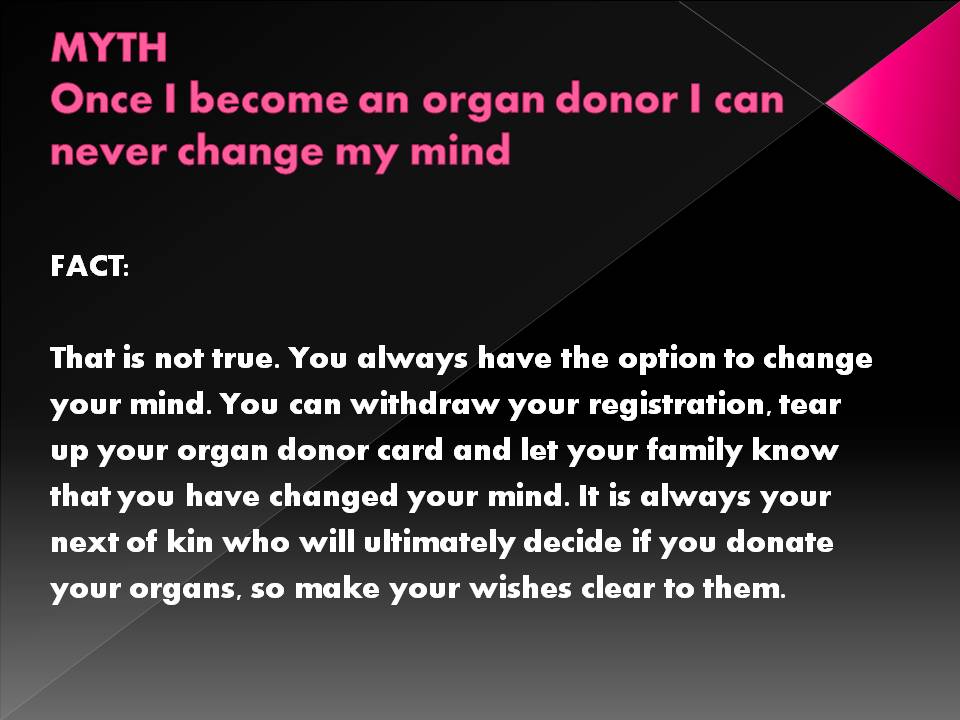 MYTH
Once I become an organ donor I can
never change my mind
FACT:
That is not true. You always have the option to change
your mind. You can withdraw your registration, tear
up your organ donor card and let your family know
that you have changed your mind. It is always your
next of kin who will ultimately decide if you donate
your organs, so make your wishes clear to them.